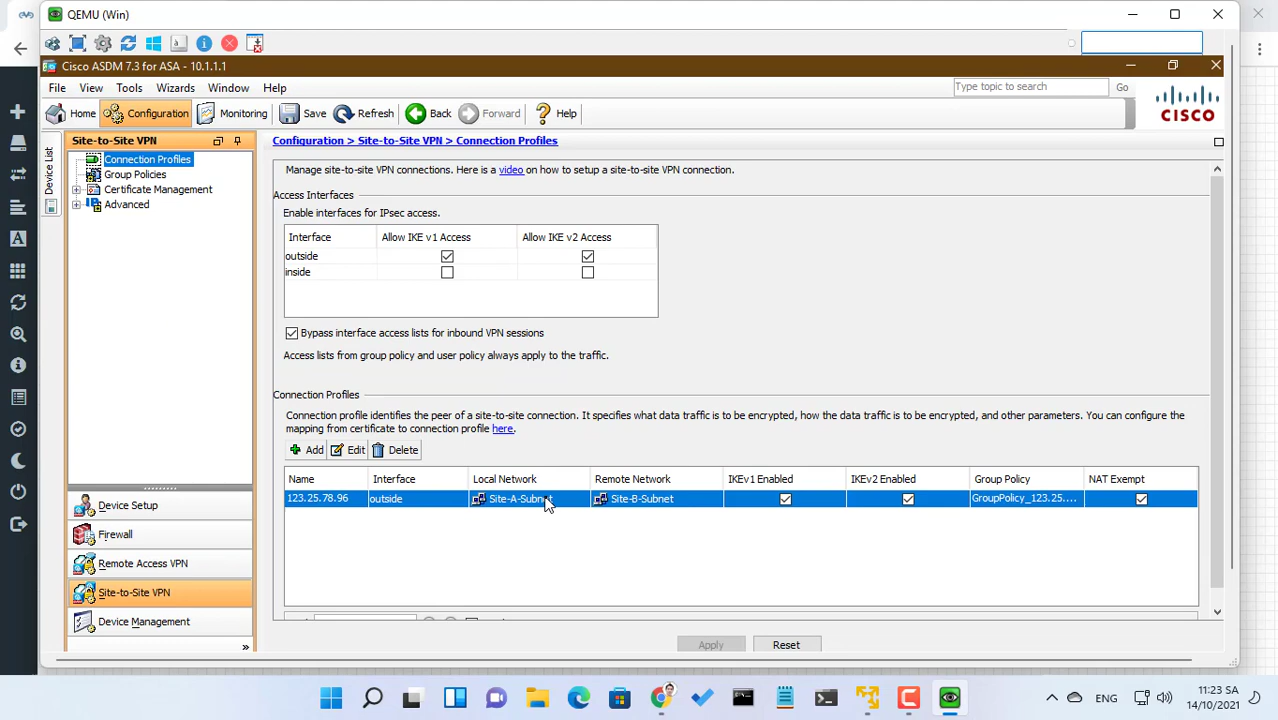 QEMU (Win)
Cisco ASDM 7.3 for ASA - 10.1.1.1
File View Tools Wizards Window Help
Type topic to search Go
Home Configuration Monitoring Save Refresh Back Forward Help
CISCO
Device List
Site-to-Site VPN
Connection Profiles
Group Policies
Certificate Management
Advanced
Device Setup
Firewall
Remote Access VPN
Site-to-Site VPN
Device Management
»
Configuration > Site-to-Site VPN > Connection Profiles
Manage site-to-site VPN connections. Here is a video on how to setup a site-to-site VPN connection.
Access Interfaces
Enable interfaces for IPsec access.
Interface Allow IKE v1 Access Allow IKE v2 Access
outside
inside
Bypass interface access lists for inbound VPN sessions
Access lists from group policy and user policy always apply to the traffic.
Connection Profiles
Connection profile identifies the peer of a site-to-site connection. It specifies what data traffic is to be encrypted, how the data traffic is to be encrypted, and other parameters. You can configure the
mapping from certificate to connection profile here.
Add Edit Delete
Name Interface Local Network Remote Network IKEv1 Enabled IKEv2 Enabled Group Policy NAT Exempt
123.25.78.96 outside Site-A-Subnet Site-B-Subnet GroupPolicy_123.25....
Apply Reset
ENG
11:23 SA
14/10/2021